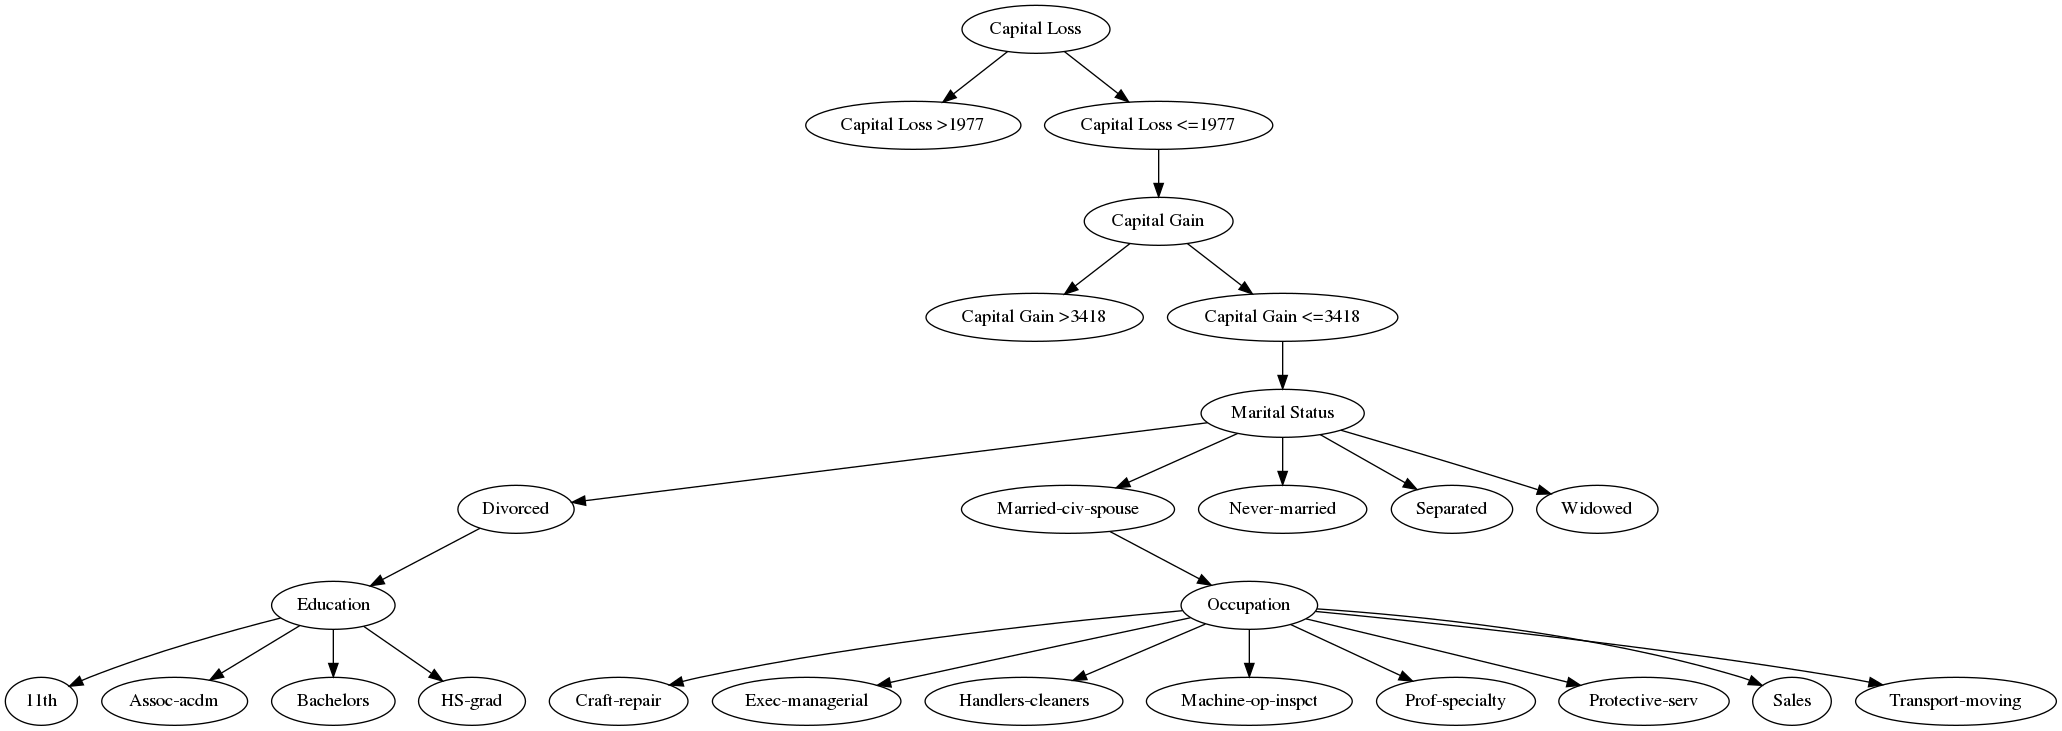 Capital Loss
Capital Loss >1977
Capital Loss <=1977
Capital Gain
Capital Gain >3418
Capital Gain <=3418
Marital Status
Divorced
Married-civ-spouse
Never-married
Separated
Widowed
Education
Occupation
11th
Assoc-acdm
Bachelors
HS-grad
Craft-repair
Exec-managerial
Handlers-cleaners
Machine-op-inspct
Prof-specialty
Protective-serv
Sales
Transport-moving